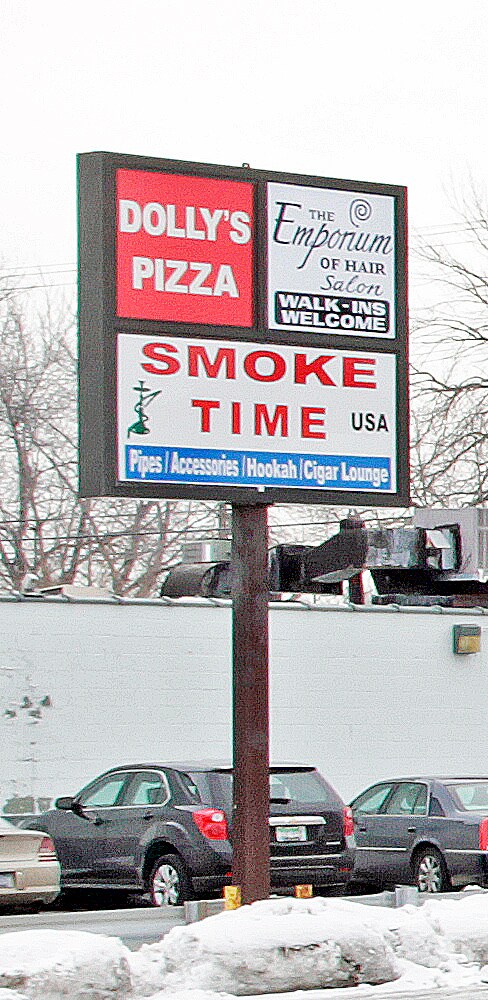 DOLLY'S
PIZZA
THE
Emporium
OF HAIR
Salon
WALK-INS
WELCOME
SMOKE
TIME USA
Pipes / Accessories / Hookah / Cigar Lounge